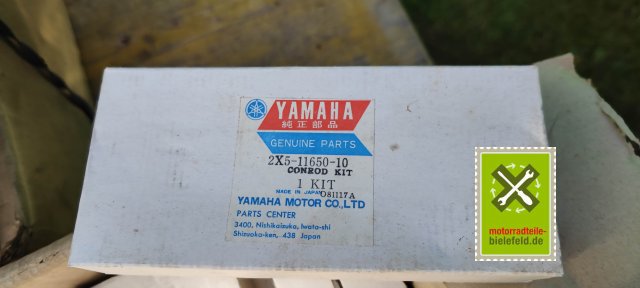 YAMAHA
純正部品
GENUINE PARTS
2X5-11650-10
CONROD KIT
1 KIT
MADE IN JAPAN 081117A
YAMAHA MOTOR CO.,LTD
PARTS CENTER
3400, Nishikaizuka, Iwata-shi
Shizuoka-ken, 438 Japan
motorradteile-
bielefeld.de